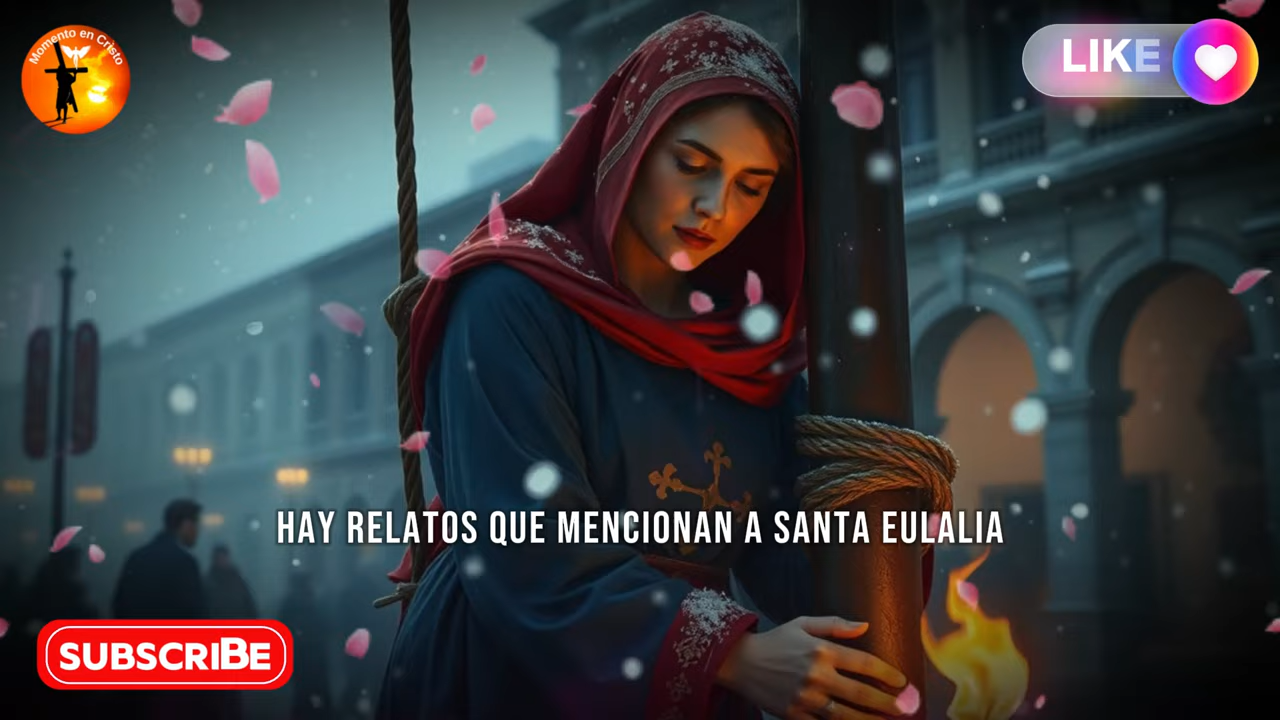 Momento en Cristo
LIKE
HAY RELATOS QUE MENCIONAN A SANTA EULALIA
SUBSCRIBE